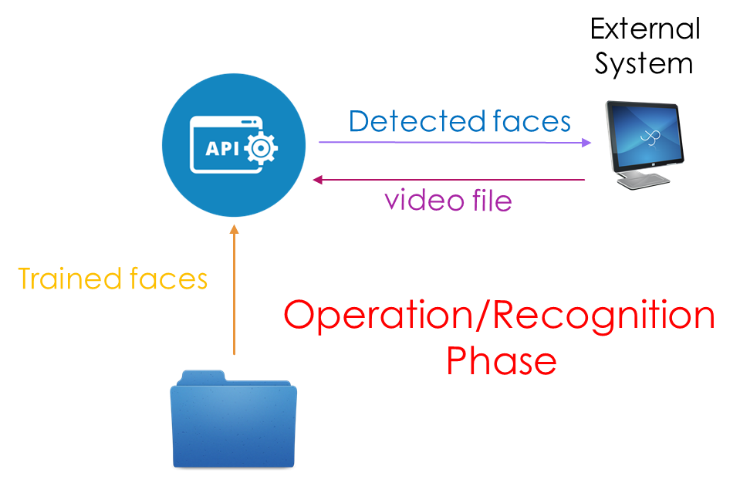 External
System
Detected faces
API
video file
Trained faces
Operation/Recognition
Phase